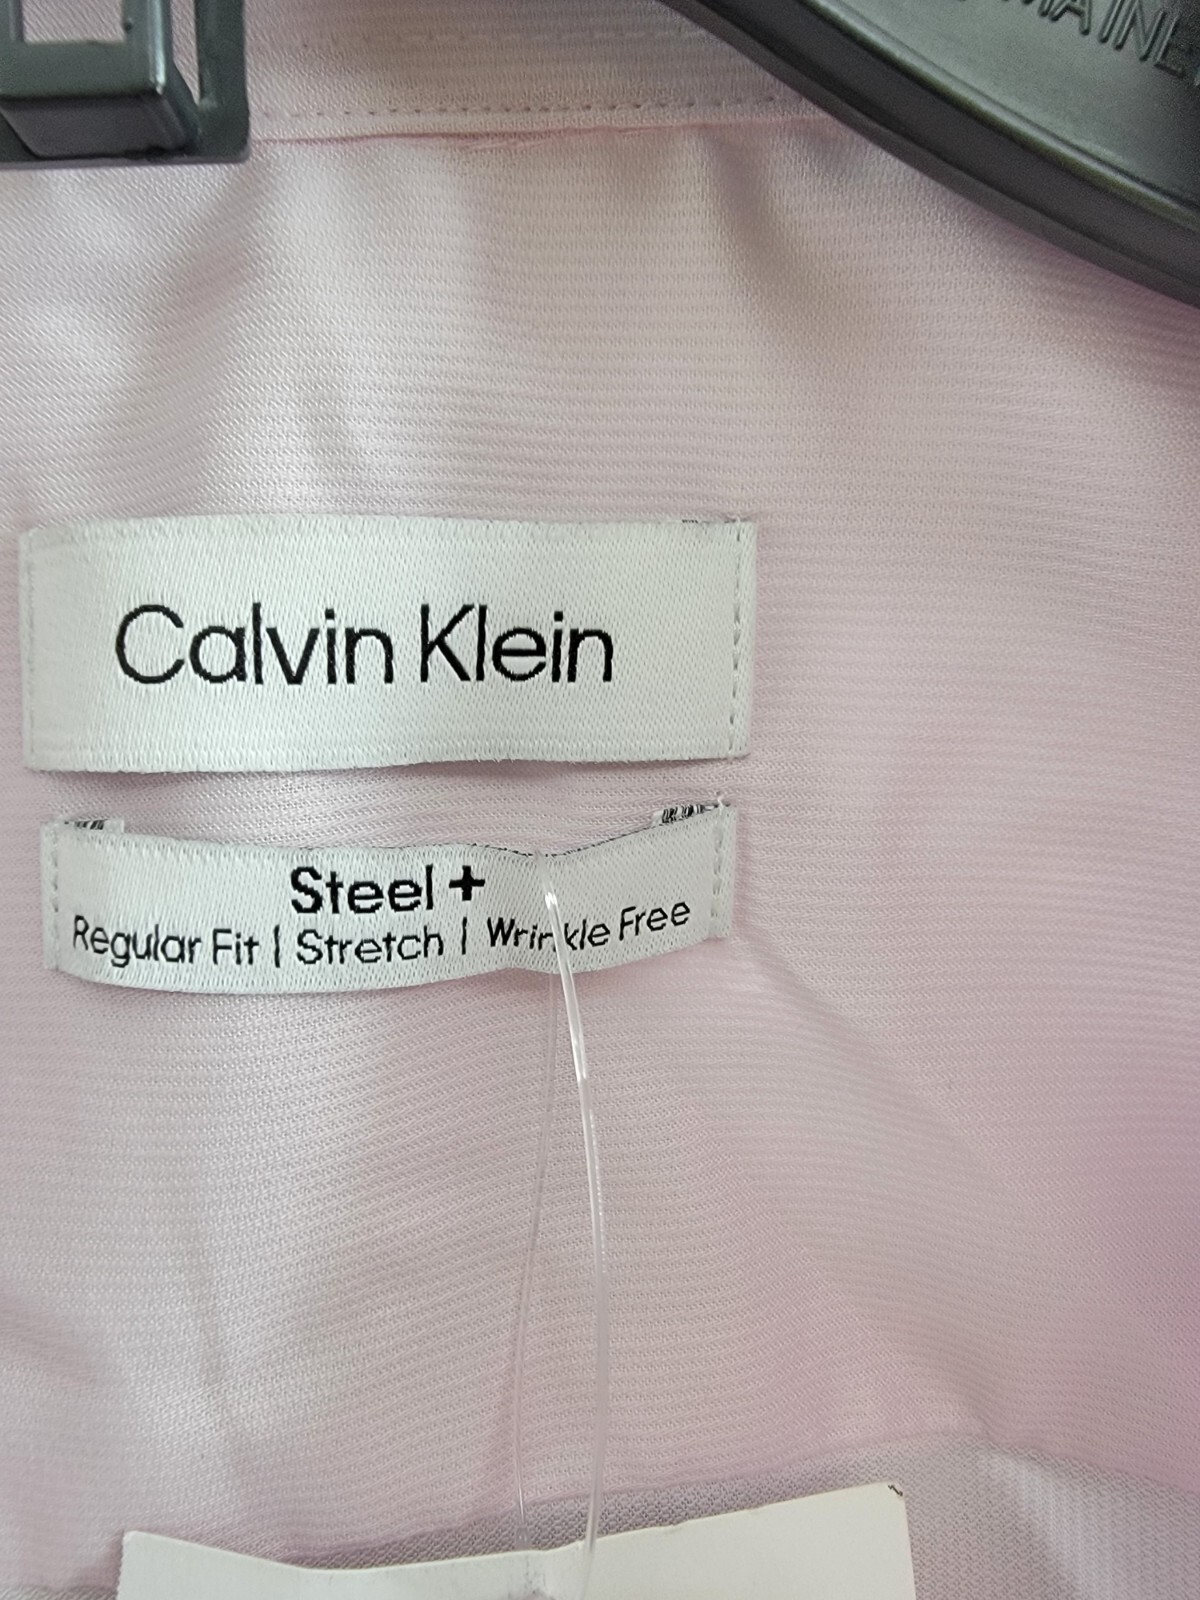 Calvin Klein
Steel +
Regular Fit | Stretch | Wrinkle Free